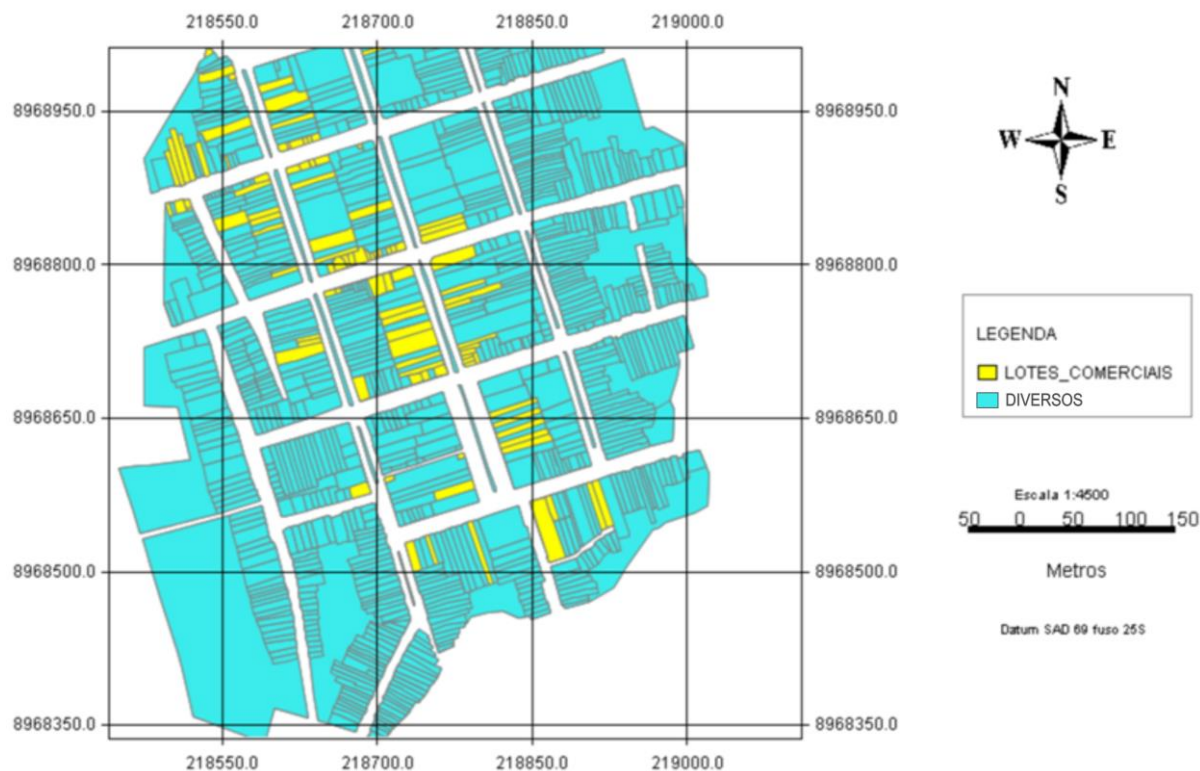 218550.0 218700.0 218850.0 219000.0
8968950.0 8968950.0
N
W E
S
8968800.0 8968800.0
LEGENDA
LOTES_COMERCIAIS
DIVERSOS
8968650.0 8968650.0
Escala 1:4500
50 0 50 100 150
Metros
8968500.0 8968500.0
Datum SAD 69 fuso 25S
8968350.0 8968350.0
218550.0 218700.0 218850.0 219000.0